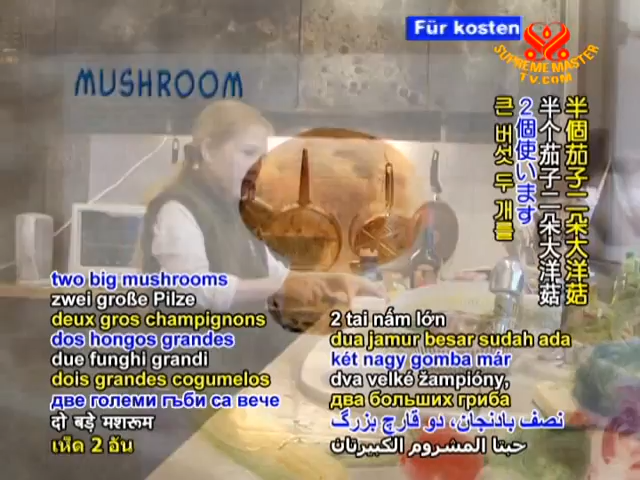 Für kosten
SUPREME MASTER
TV.COM
MUSHROOM
半個茄子二朵大洋菇
半个茄子二朵大洋菇
2個使います
큰 버섯 두 개를
two big mushrooms
zwei große Pilze
deux gros champignons
dos hongos grandes
due funghi grandi
dois grandes cogumelos
две големи гъби са вече
दो बड़े मशरूम
เห็ด 2 อัน
2 tai nấm lớn
dua jamur besar sudah ada
két nagy gomba már
dva velké žampióny,
два больших гриба
نصف بادنجان، دو قارچ بزرگ
حبتا المشروم الكبيرتان